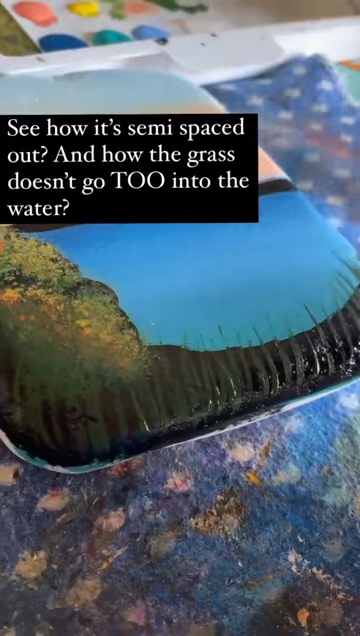 See how it's semi spaced
out? And how the grass
doesn't go TOO into the
water?